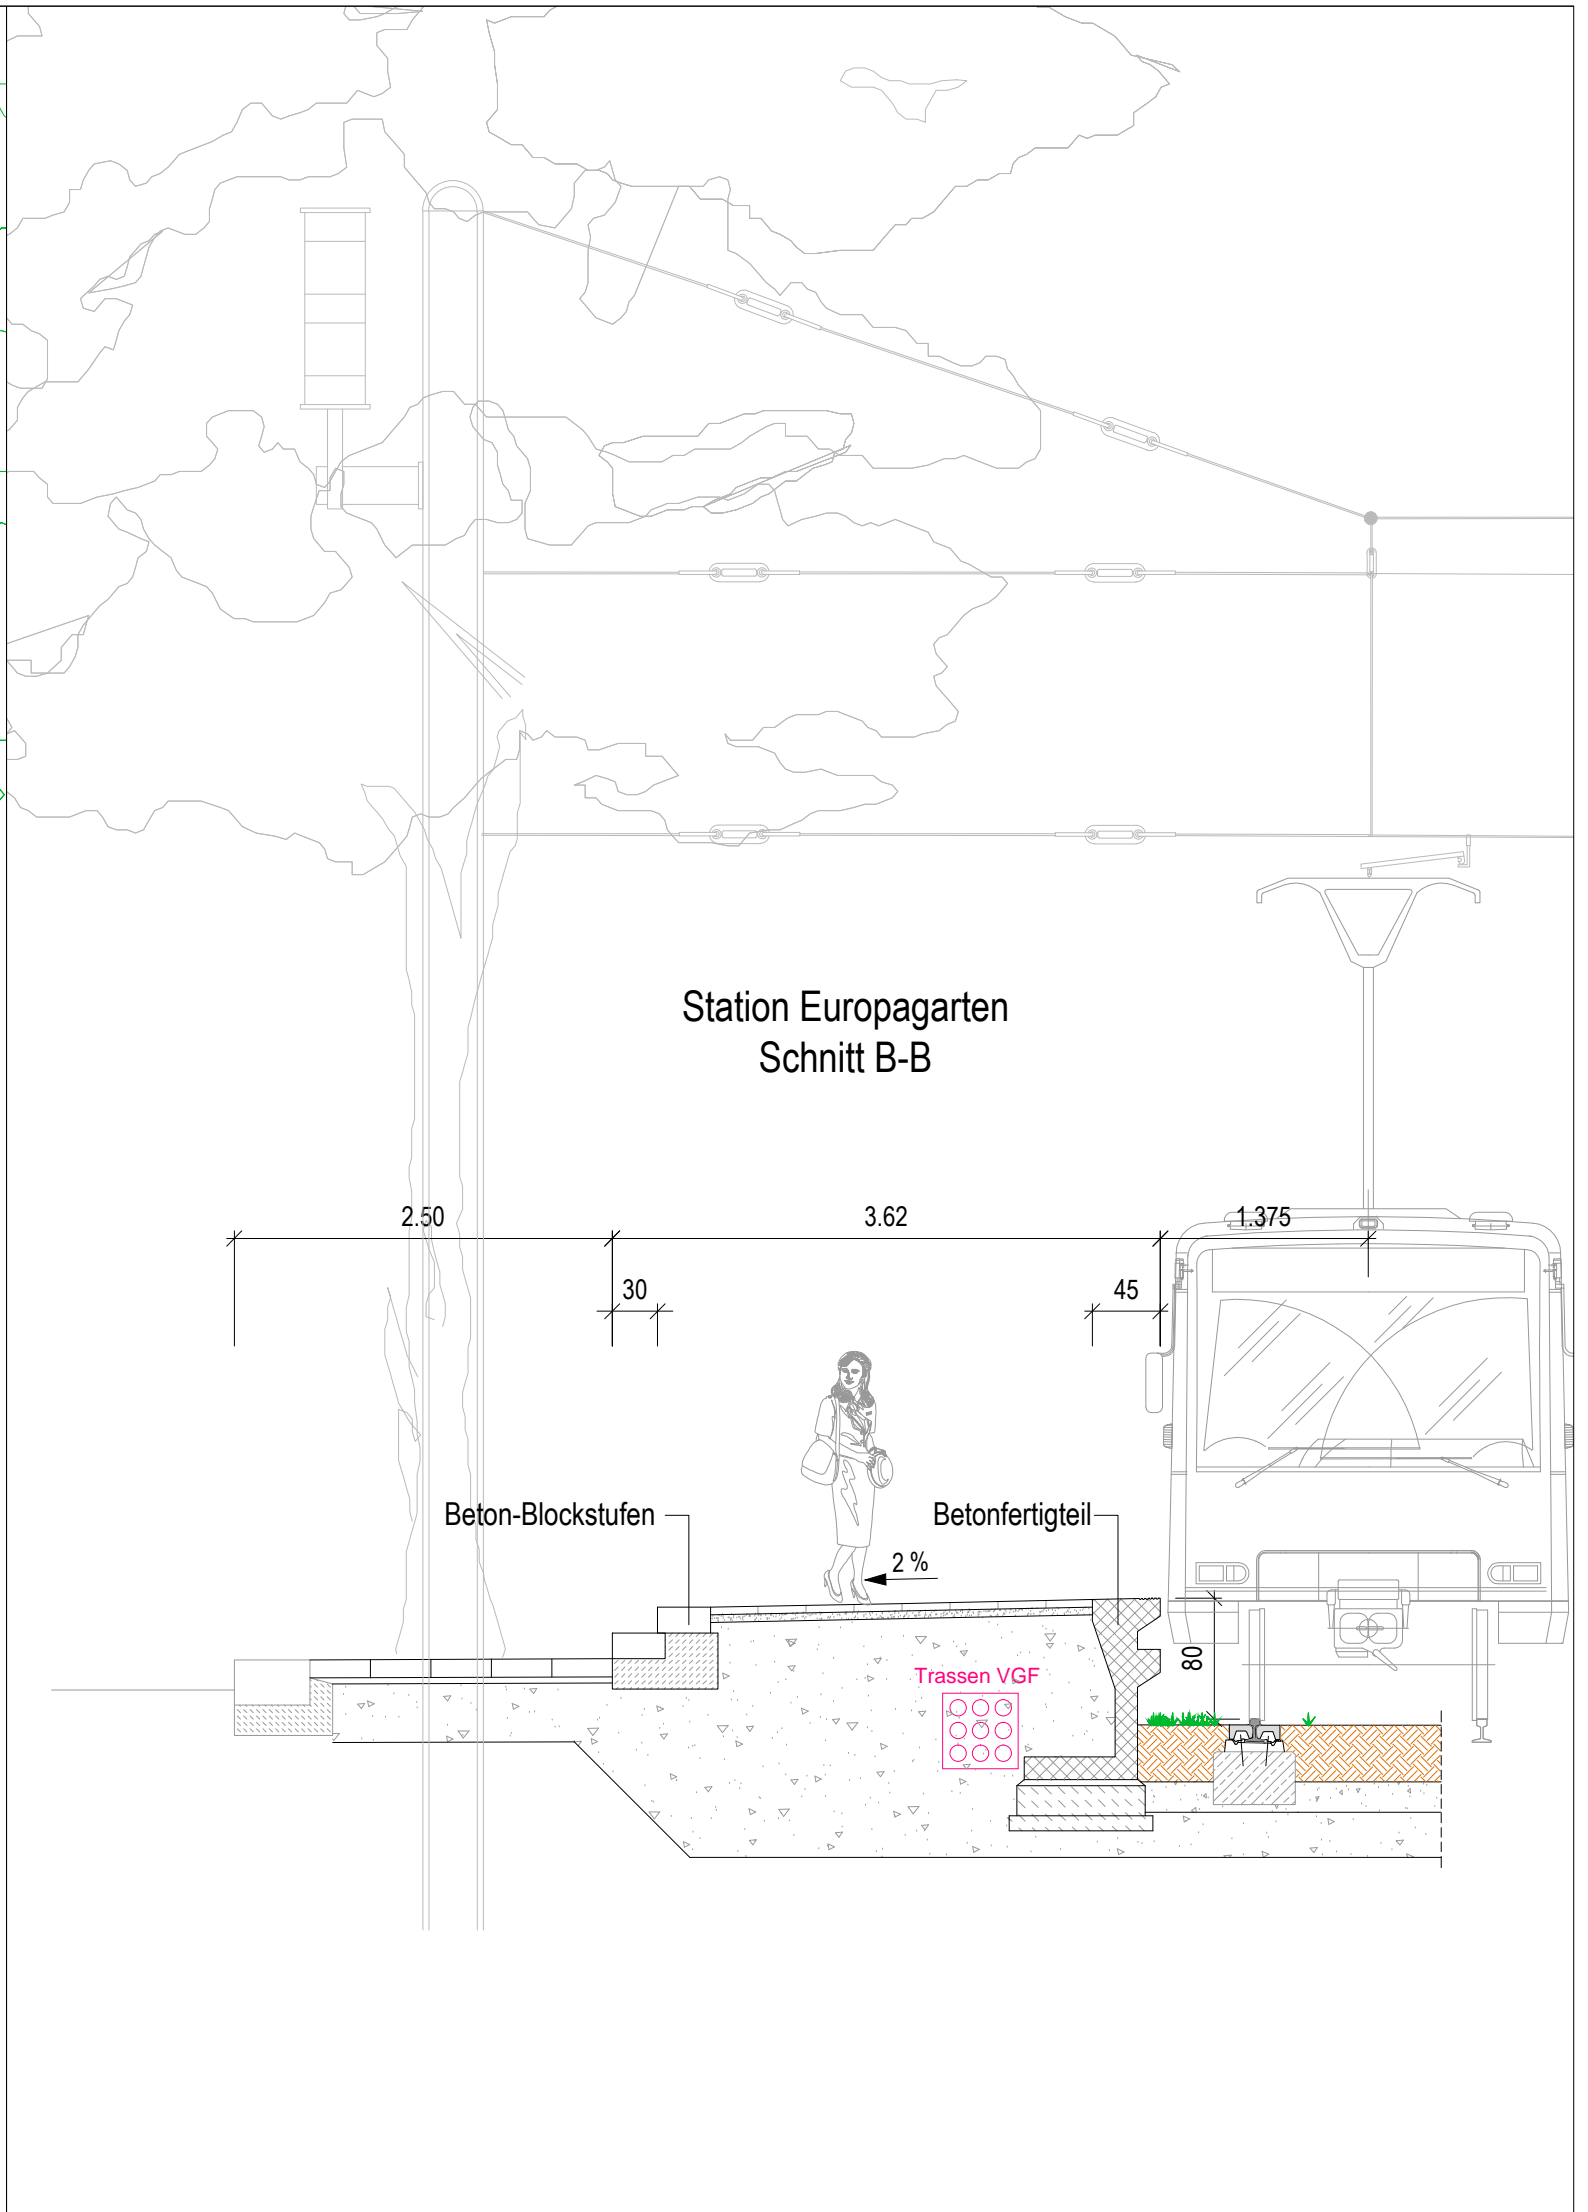 Station Europagarten
Schnitt B-B
2.50
3.62
1.375
30
45
Beton-Blockstufen
Betonfertigteil
2 %
80
Trassen VGF